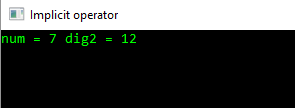 Implicit operator
num = 7 dig2 = 12